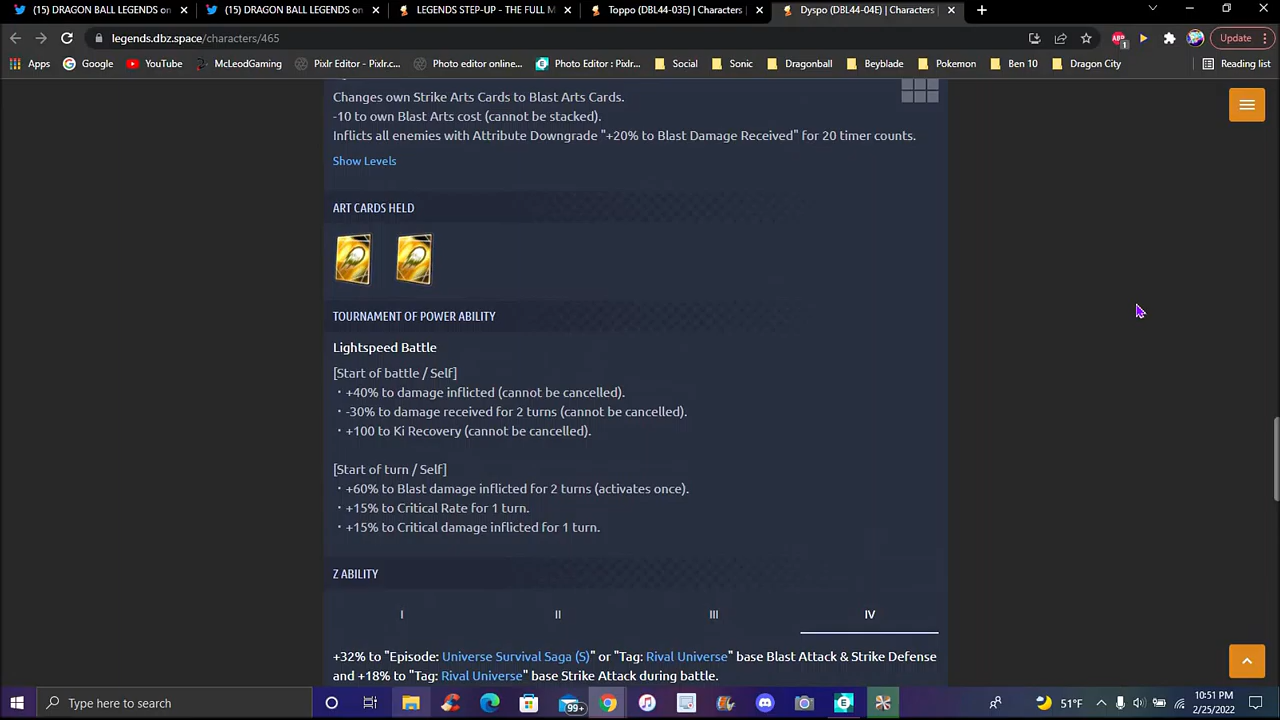 (15) DRAGON BALL LEGENDS on
(15) DRAGON BALL LEGENDS on
LEGENDS STEP-UP - THE FULL M
Toppo (DBL44-03E) | Characters
Dyspo (DBL44-04E) | Characters
legends.dbz.space/characters/465
ABP
1
Update
Apps
Google
YouTube
McLeodGaming
Pixlr Editor - Pixlr.c...
Photo editor online...
Photo Editor : Pixlr...
Social
Sonic
Dragonball
Beyblade
Pokemon
Ben 10
Dragon City
Reading list
Changes own Strike Arts Cards to Blast Arts Cards.
-10 to own Blast Arts cost (cannot be stacked).
Inflicts all enemies with Attribute Downgrade "+20% to Blast Damage Received" for 20 timer counts.
Show Levels
ART CARDS HELD
TOURNAMENT OF POWER ABILITY
Lightspeed Battle
[Start of battle / Self]
・+40% to damage inflicted (cannot be cancelled).
・-30% to damage received for 2 turns (cannot be cancelled).
・+100 to Ki Recovery (cannot be cancelled).
[Start of turn / Self]
・+60% to Blast damage inflicted for 2 turns (activates once).
・+15% to Critical Rate for 1 turn.
・+15% to Critical damage inflicted for 1 turn.
Z ABILITY
I
II
III
IV
+32% to "Episode: Universe Survival Saga (S)" or "Tag: Rival Universe" base Blast Attack & Strike Defense
and +18% to "Tag: Rival Universe" base Strike Attack during battle.
Type here to search
99+
51°F
10:51 PM
2/25/2022